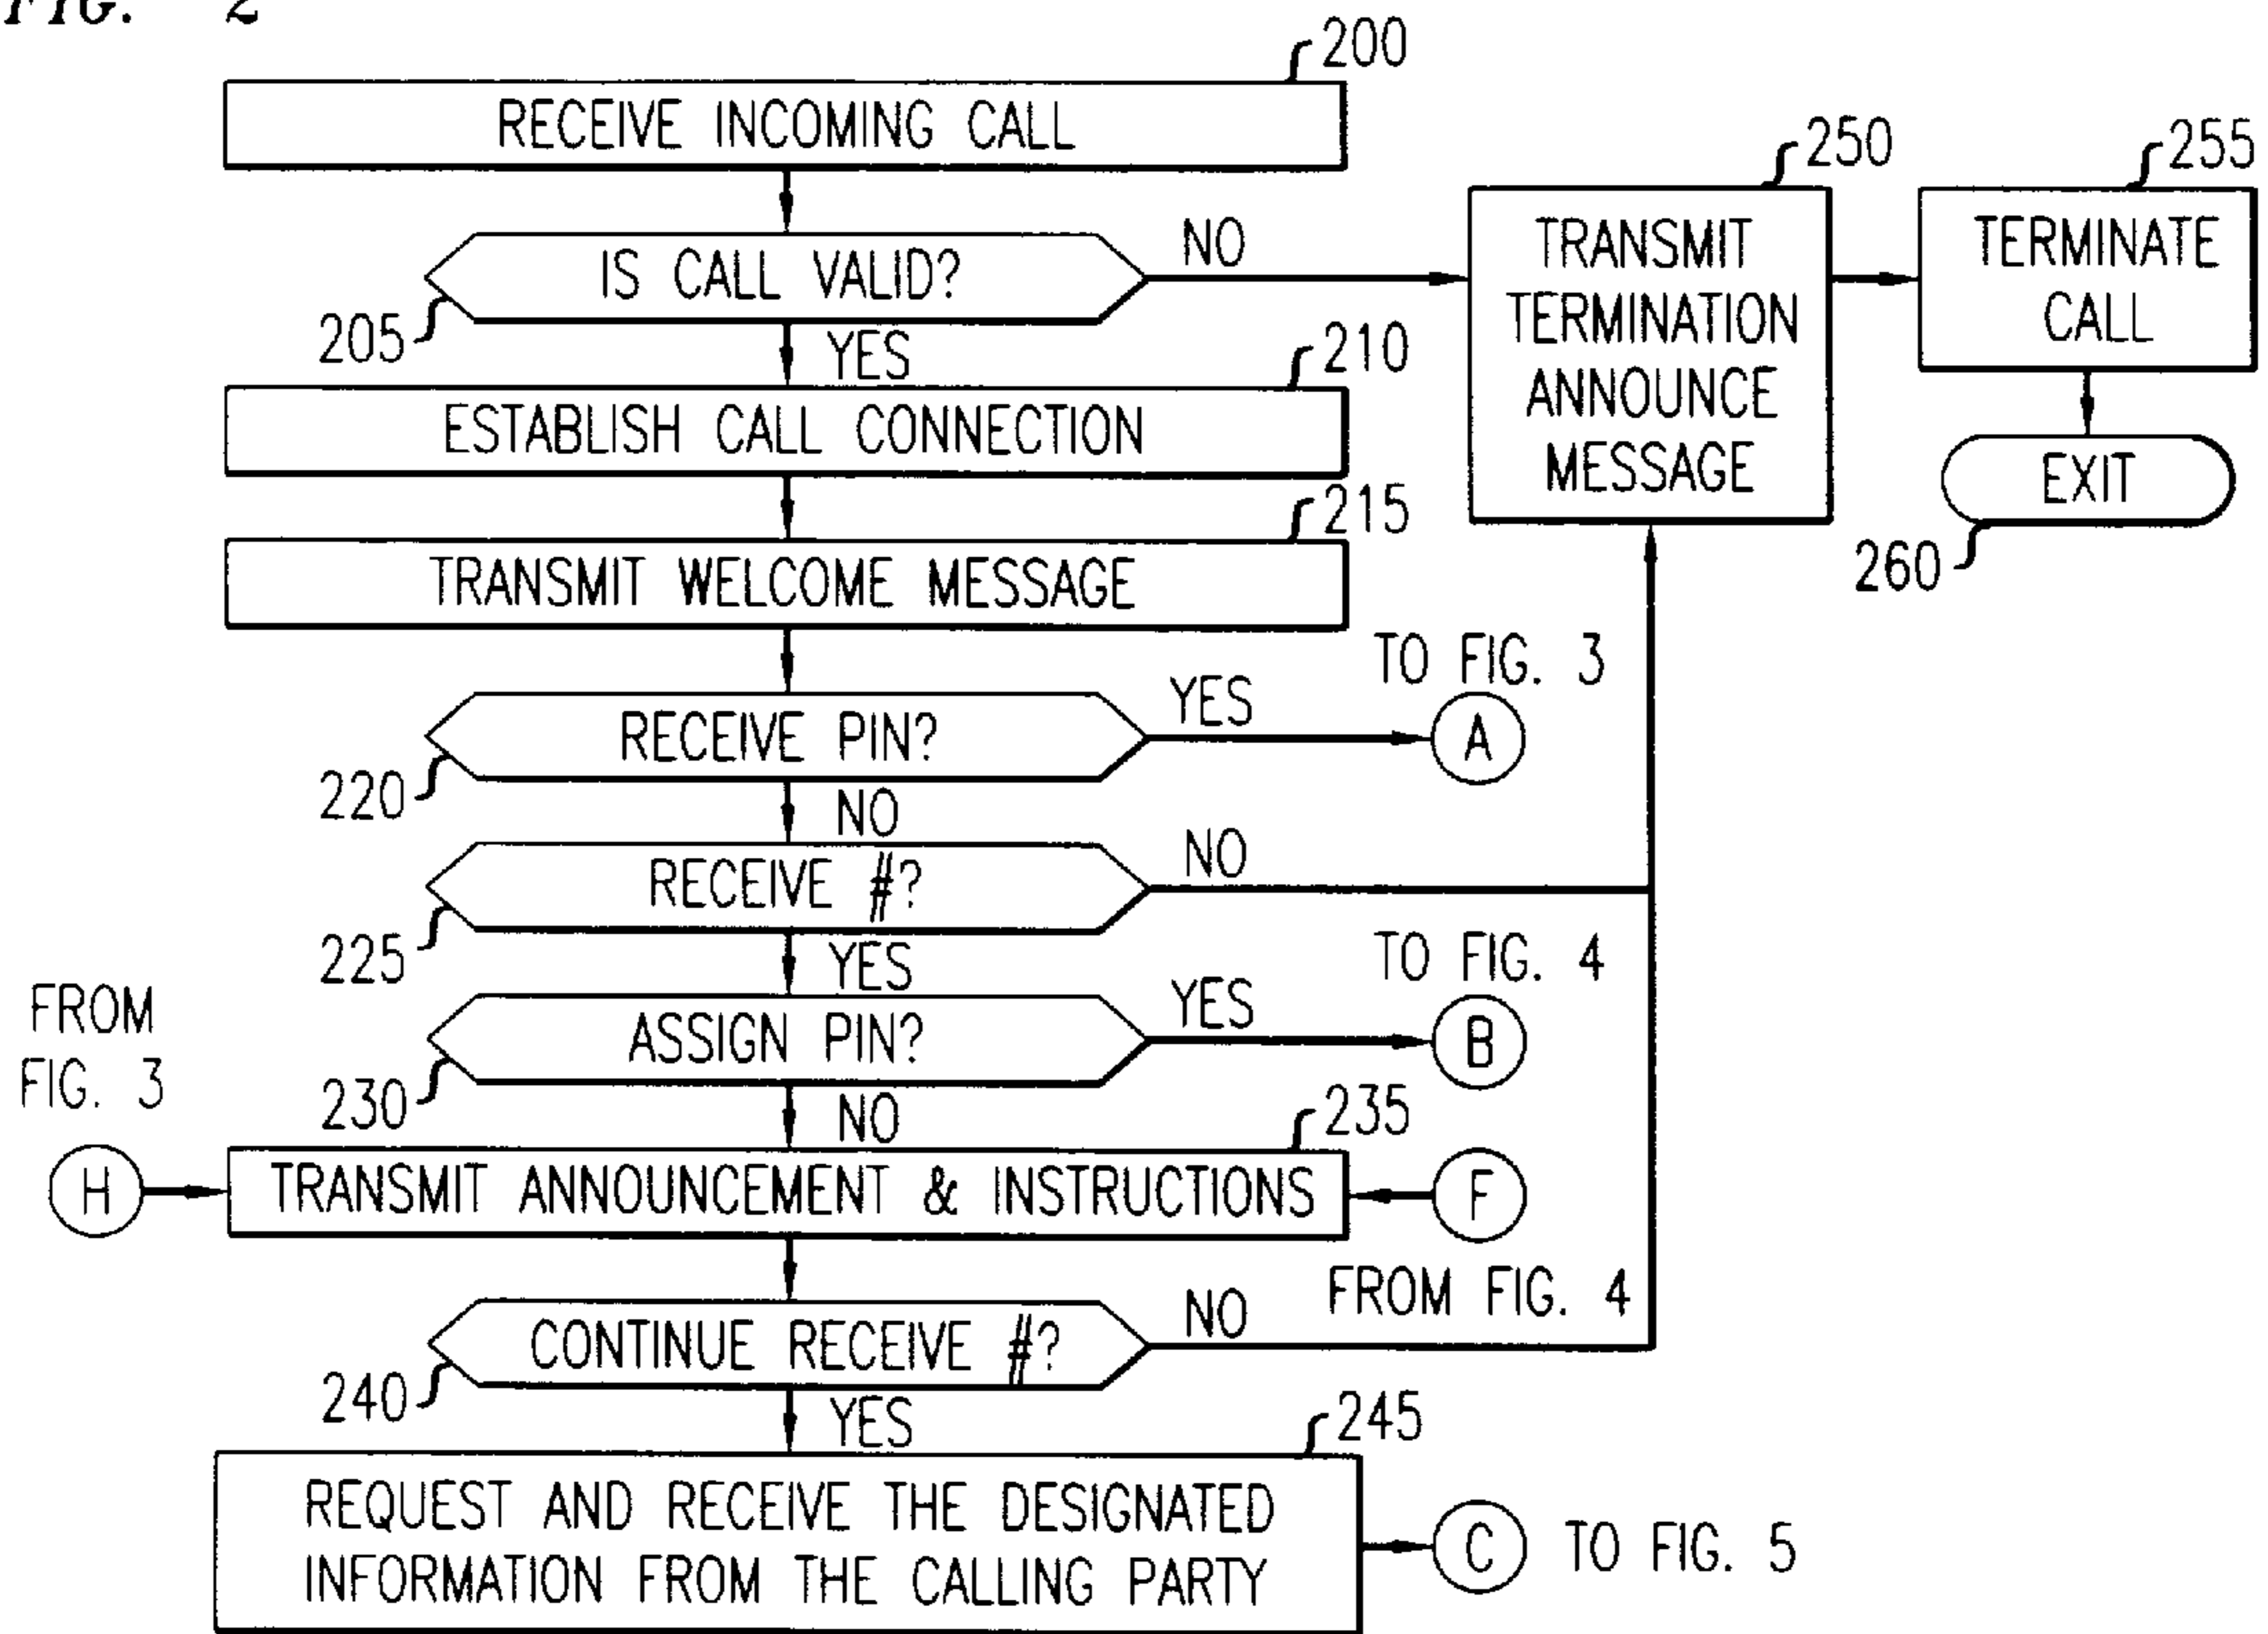 FIG. 2
200
RECEIVE INCOMING CALL
IS CALL VALID?
NO
205
YES
250
TRANSMIT
TERMINATION
ANNOUNCE
MESSAGE
255
TERMINATE
CALL
EXIT
260
210
ESTABLISH CALL CONNECTION
215
TRANSMIT WELCOME MESSAGE
TO FIG. 3
RECEIVE PIN?
YES
A
220
NO
RECEIVE #?
NO
225
YES
TO FIG. 4
ASSIGN PIN?
YES
B
230
NO
FROM
FIG. 3
H
235
TRANSMIT ANNOUNCEMENT & INSTRUCTIONS
F
FROM FIG. 4
CONTINUE RECEIVE #?
NO
240
YES
245
REQUEST AND RECEIVE THE DESIGNATED
INFORMATION FROM THE CALLING PARTY
C
TO FIG. 5